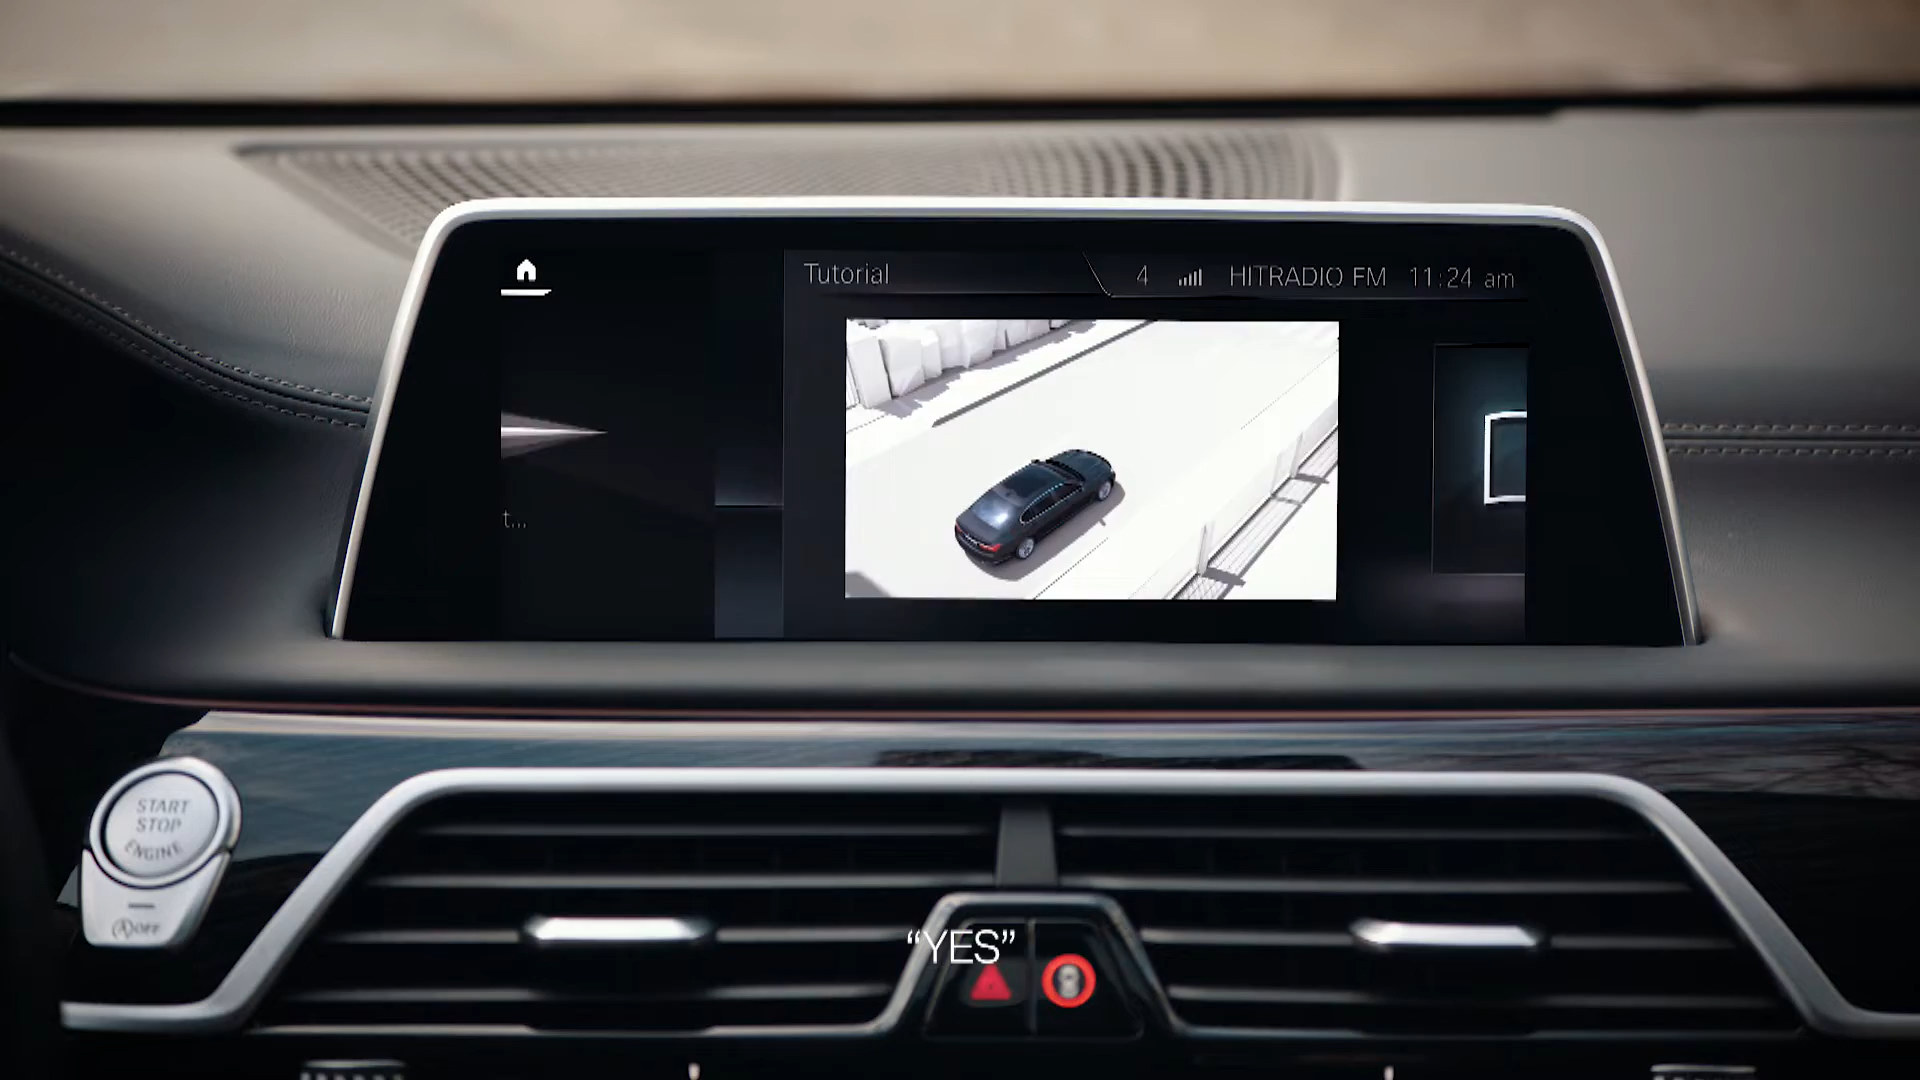 Tutorial
4 HITRADIO FM 11:24 am
t...
START
STOP
ENGINE
(A)OFF
“YES”